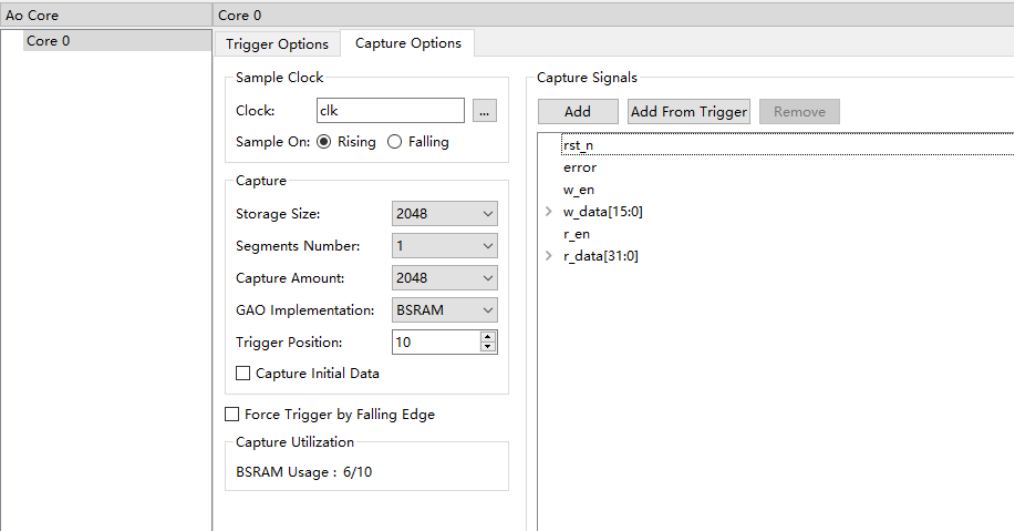 Ao Core
Core 0
Core 0
Trigger Options
Capture Options
Sample Clock
Clock:
clk
...
Sample On:
Rising
Falling
Capture
Storage Size:
2048
Segments Number:
1
Capture Amount:
2048
GAO Implementation:
BSRAM
Trigger Position:
10
Capture Initial Data
Force Trigger by Falling Edge
Capture Utilization
BSRAM Usage : 6/10
Capture Signals
Add
Add From Trigger
Remove
rst_n
error
w_en
w_data[15:0]
r_en
r_data[31:0]